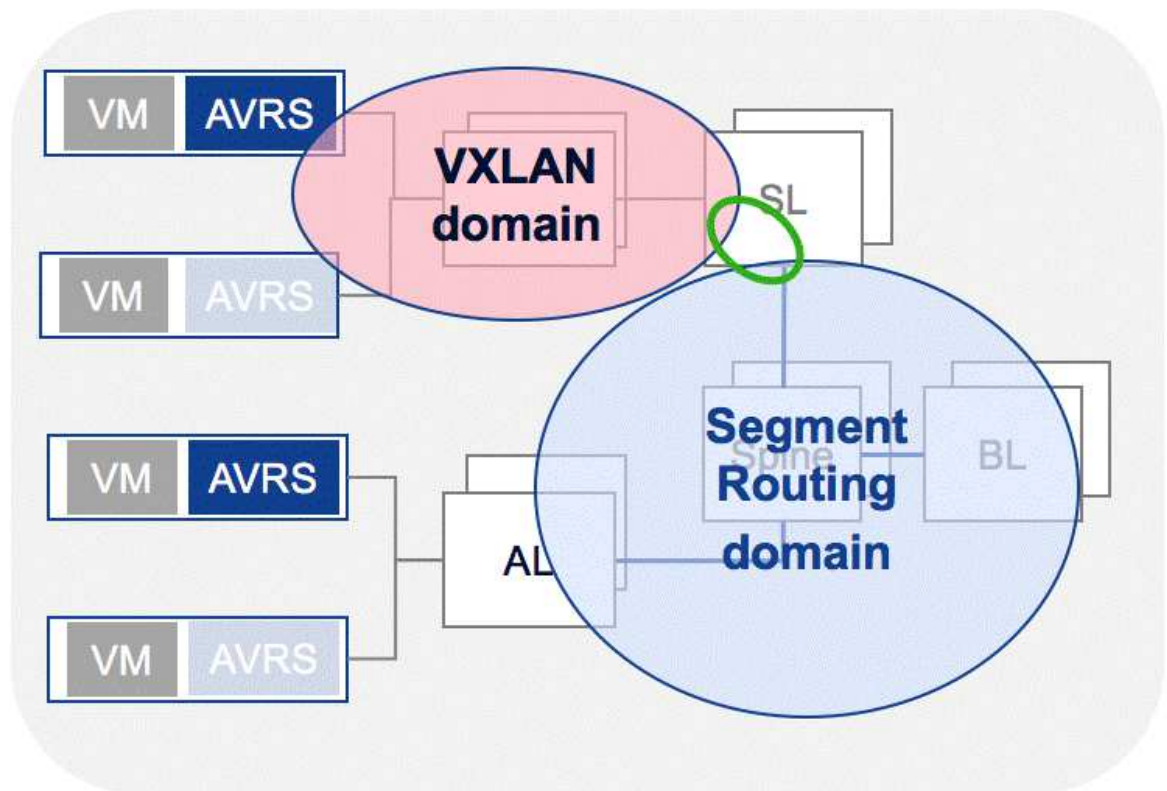 VM AVRS
VXLAN
domain
SL
VM AVRS
Segment
Spine
Routing
domain
BL
VM AVRS
AL
VM AVRS